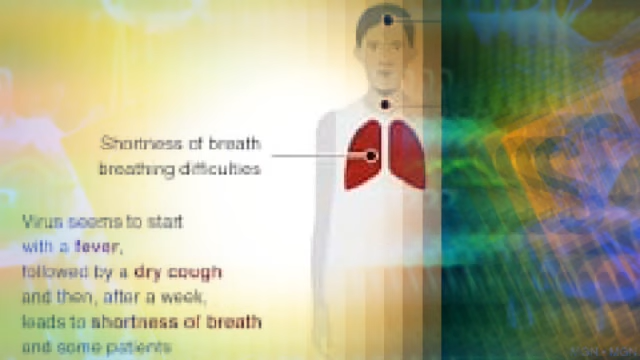 Shortness of breath
breathing difficulties
Virus seems to start
with a fever,
followed by a dry cough
and then, after a week,
leads to shortness of breath
and some patients